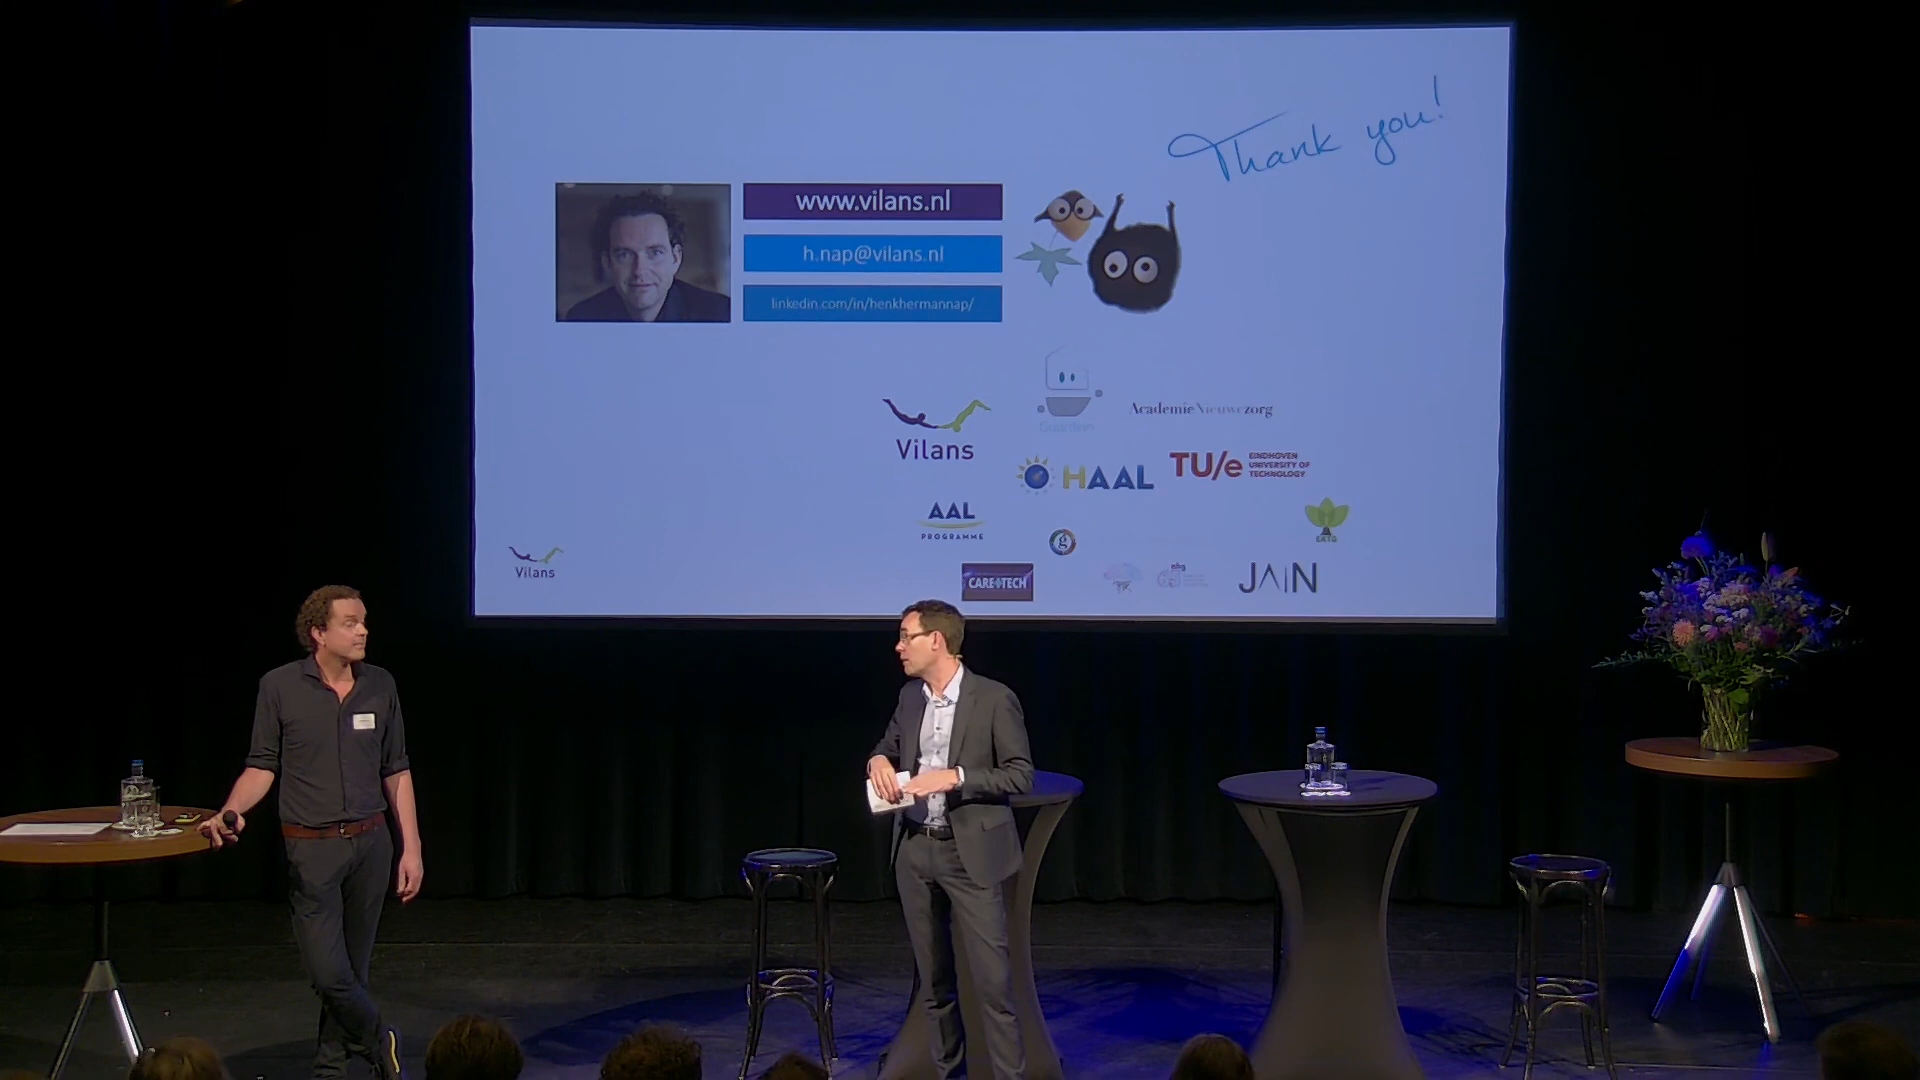 Thank you!
www.vilans.nl
h.nap@vilans.nl
linkedin.com/in/henkhermannap/
Guardian
AcademieNieuwezorg
Vilans
HAAL
TU/e EINDHOVEN
UNIVERSITY OF
TECHNOLOGY
AAL
PROGRAMME
g
Vilans
CARE+TECH
JAIN